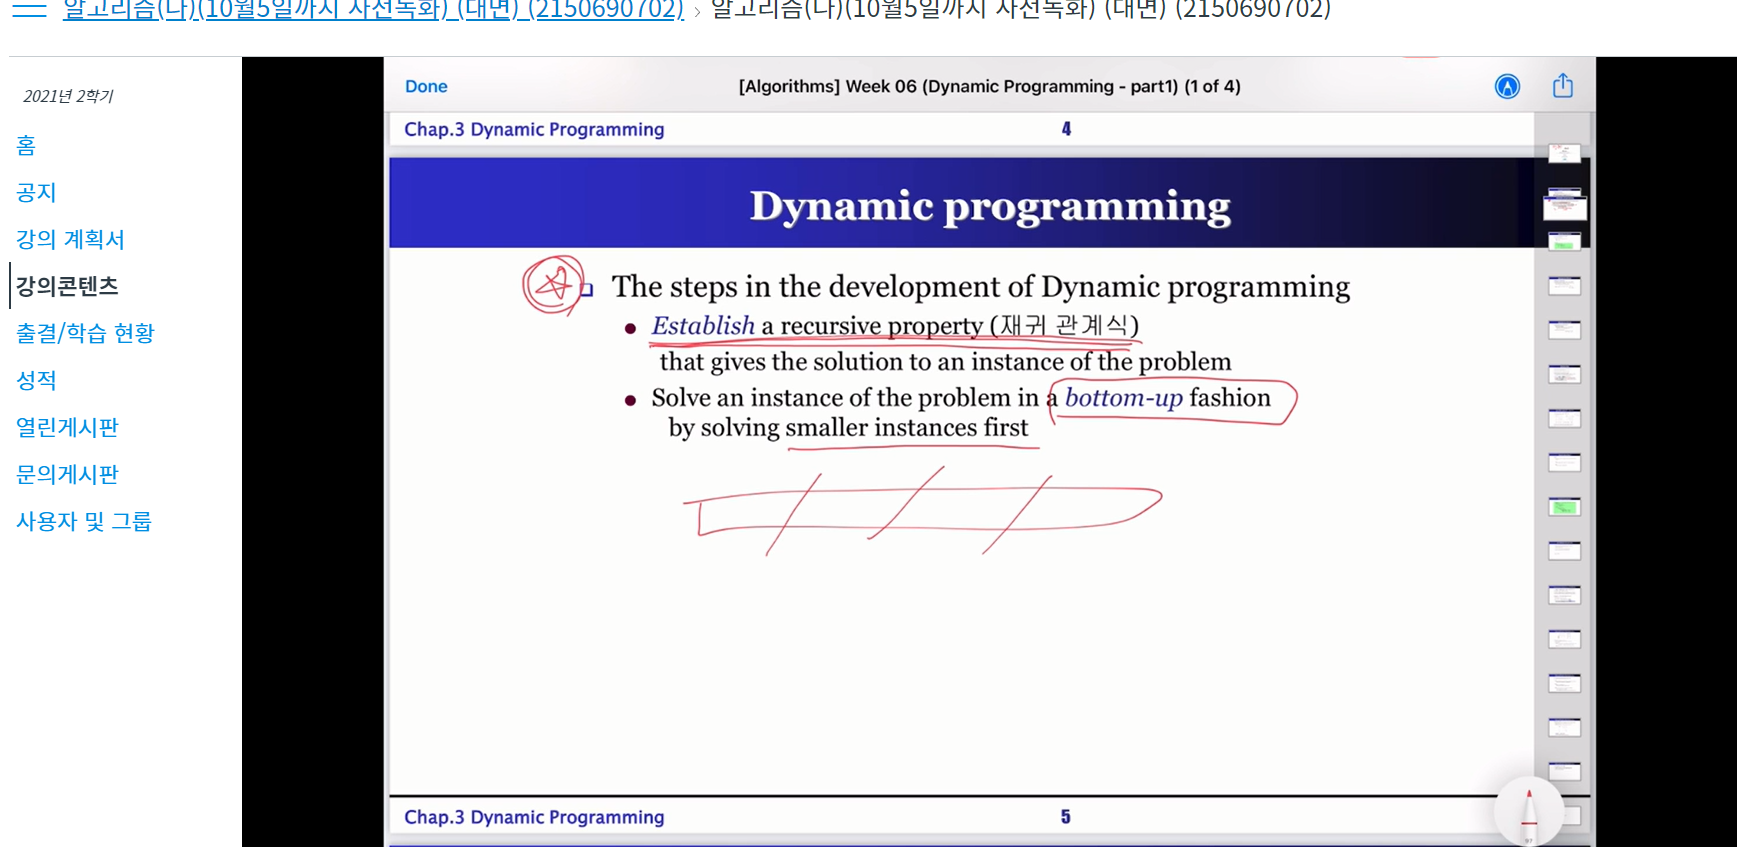 알고리즘(나)(10월5일까지 사전녹화) (대면) (2150690702) › 알고리즘(나)(10월5일까지 사전녹화) (대면) (2150690702)
2021년 2학기
홈
공지
강의 계획서
강의콘텐츠
출결/학습 현황
성적
열린게시판
문의게시판
사용자 및 그룹
Done
[Algorithms] Week 06 (Dynamic Programming - part1) (1 of 4)
Chap.3 Dynamic Programming 4
Dynamic programming
The steps in the development of Dynamic programming
• Establish a recursive property (재귀 관계식)
that gives the solution to an instance of the problem
• Solve an instance of the problem in a bottom-up fashion
by solving smaller instances first
Chap.3 Dynamic Programming 5
97